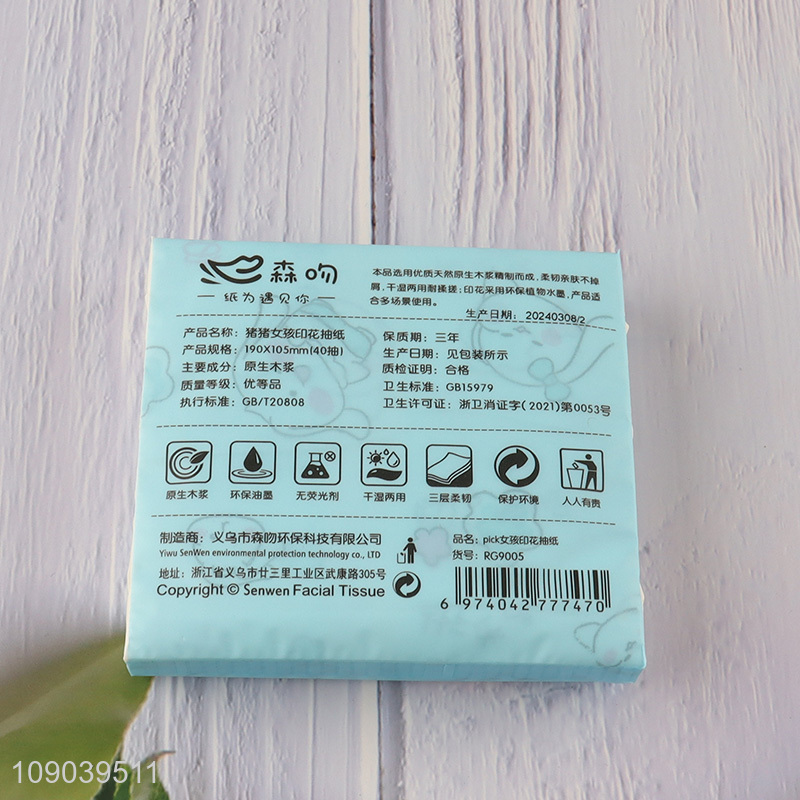 森吻
— 纸为遇见你 —
本品选用优质天然原生木浆精制而成，柔韧亲肤不掉
屑，干湿两用耐揉搓；印花采用环保植物水墨，产品适
合多场景使用。
生产日期：20240308/2
产品名称：猪猪女孩印花抽纸
产品规格：190X105mm(40抽)
主要成分：原生木浆
质量等级：优等品
执行标准：GB/T20808
保质期：三年
生产日期：见包装所示
质检证明：合格
卫生标准：GB15979
卫生许可证：浙卫消证字(2021)第0053号
原生木浆
环保油墨
无荧光剂
干湿两用
三层柔韧
保护环境
人人有责
制造商：义乌市森吻环保科技有限公司
Yiwu SenWen environmental protection technology co., LTD
地址：浙江省义乌市廿三里工业区武康路305号
Copyright © Senwen Facial Tissue
品名：pick女孩印花抽纸
货号：RG9005
6 974042 777470
109039511